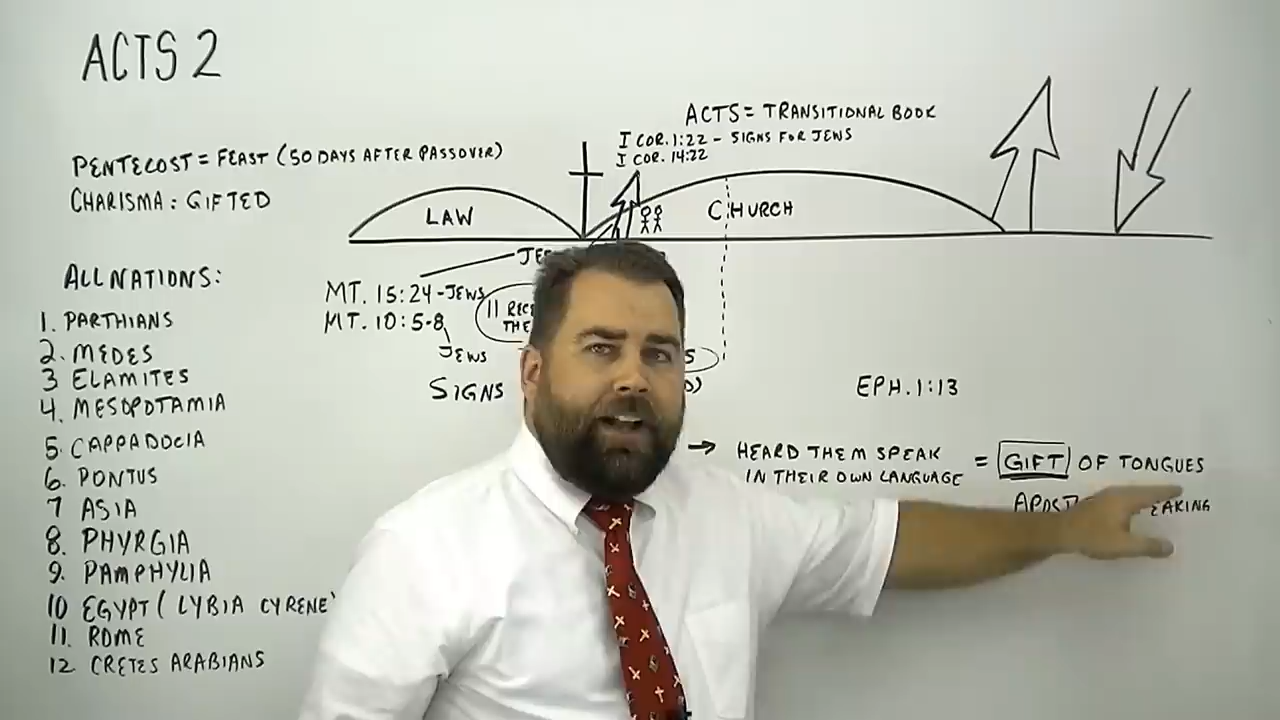 ACTS 2
ACTS = TRANSITIONAL BOOK
I COR. 1:22 - SIGNS FOR JEWS
I COR. 14:22
PENTECOST = FEAST (50 DAYS AFTER PASSOVER)
CHARISMA : GIFTED
LAW
CHURCH
ALL NATIONS:
1. PARTHIANS
2. MEDES
3 ELAMITES
4. MESOPOTAMIA
5. CAPPADOCIA
6. PONTUS
7 ASIA
8. PHYRGIA
9. PAMPHYLIA
10 EGYPT ( LYBIA CYRENE
11. ROME
12 CRETES ARABIANS
MT. 15:24 - JEWS
MT. 10:5-8
JEWS
11
SIGNS
EPH. 1:13
→ HEARD THEM SPEAK
IN THEIR OWN LANGUAGE
= GIFT OF TONGUES